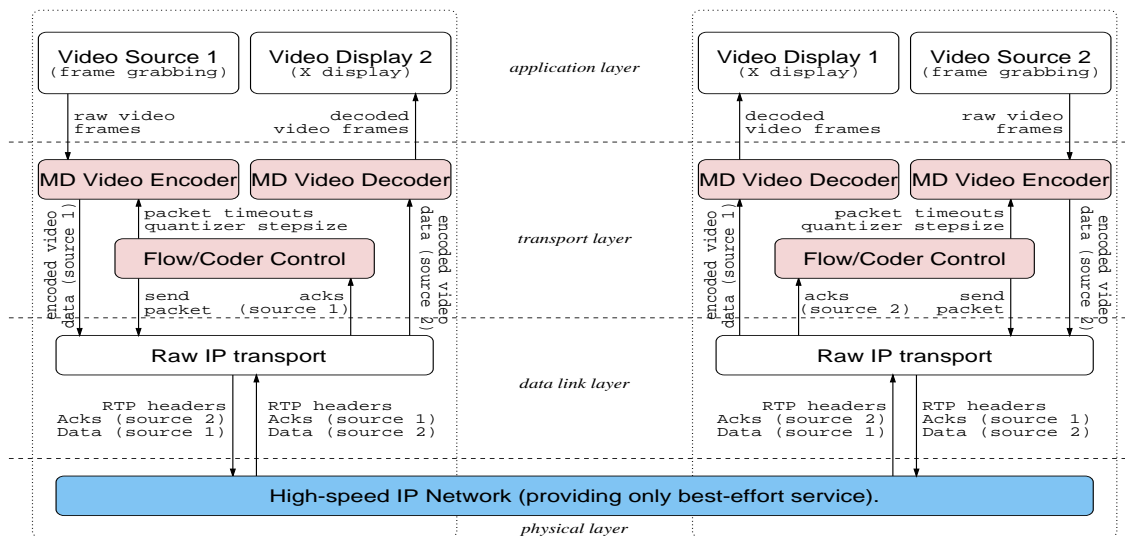 Video Source 1
(frame grabbing)
Video Display 2
(X display)
application layer
Video Display 1
(X display)
Video Source 2
(frame grabbing)
raw video
frames
decoded
video frames
decoded
video frames
raw video
frames
MD Video Encoder
MD Video Decoder
MD Video Decoder
MD Video Encoder
encoded video
data (source 1)
packet timeouts
quantizer stepsize
encoded video
data (source 2)
transport layer
encoded video
data (source 1)
packet timeouts
quantizer stepsize
encoded video
data (source 2)
Flow/Coder Control
Flow/Coder Control
send
packet
acks
(source 1)
acks
(source 2)
send
packet
Raw IP transport
Raw IP transport
data link layer
RTP headers
Acks (source 2)
Data (source 1)
RTP headers
Acks (source 1)
Data (source 2)
RTP headers
Acks (source 2)
Data (source 1)
RTP headers
Acks (source 1)
Data (source 2)
High-speed IP Network (providing only best-effort service).
physical layer